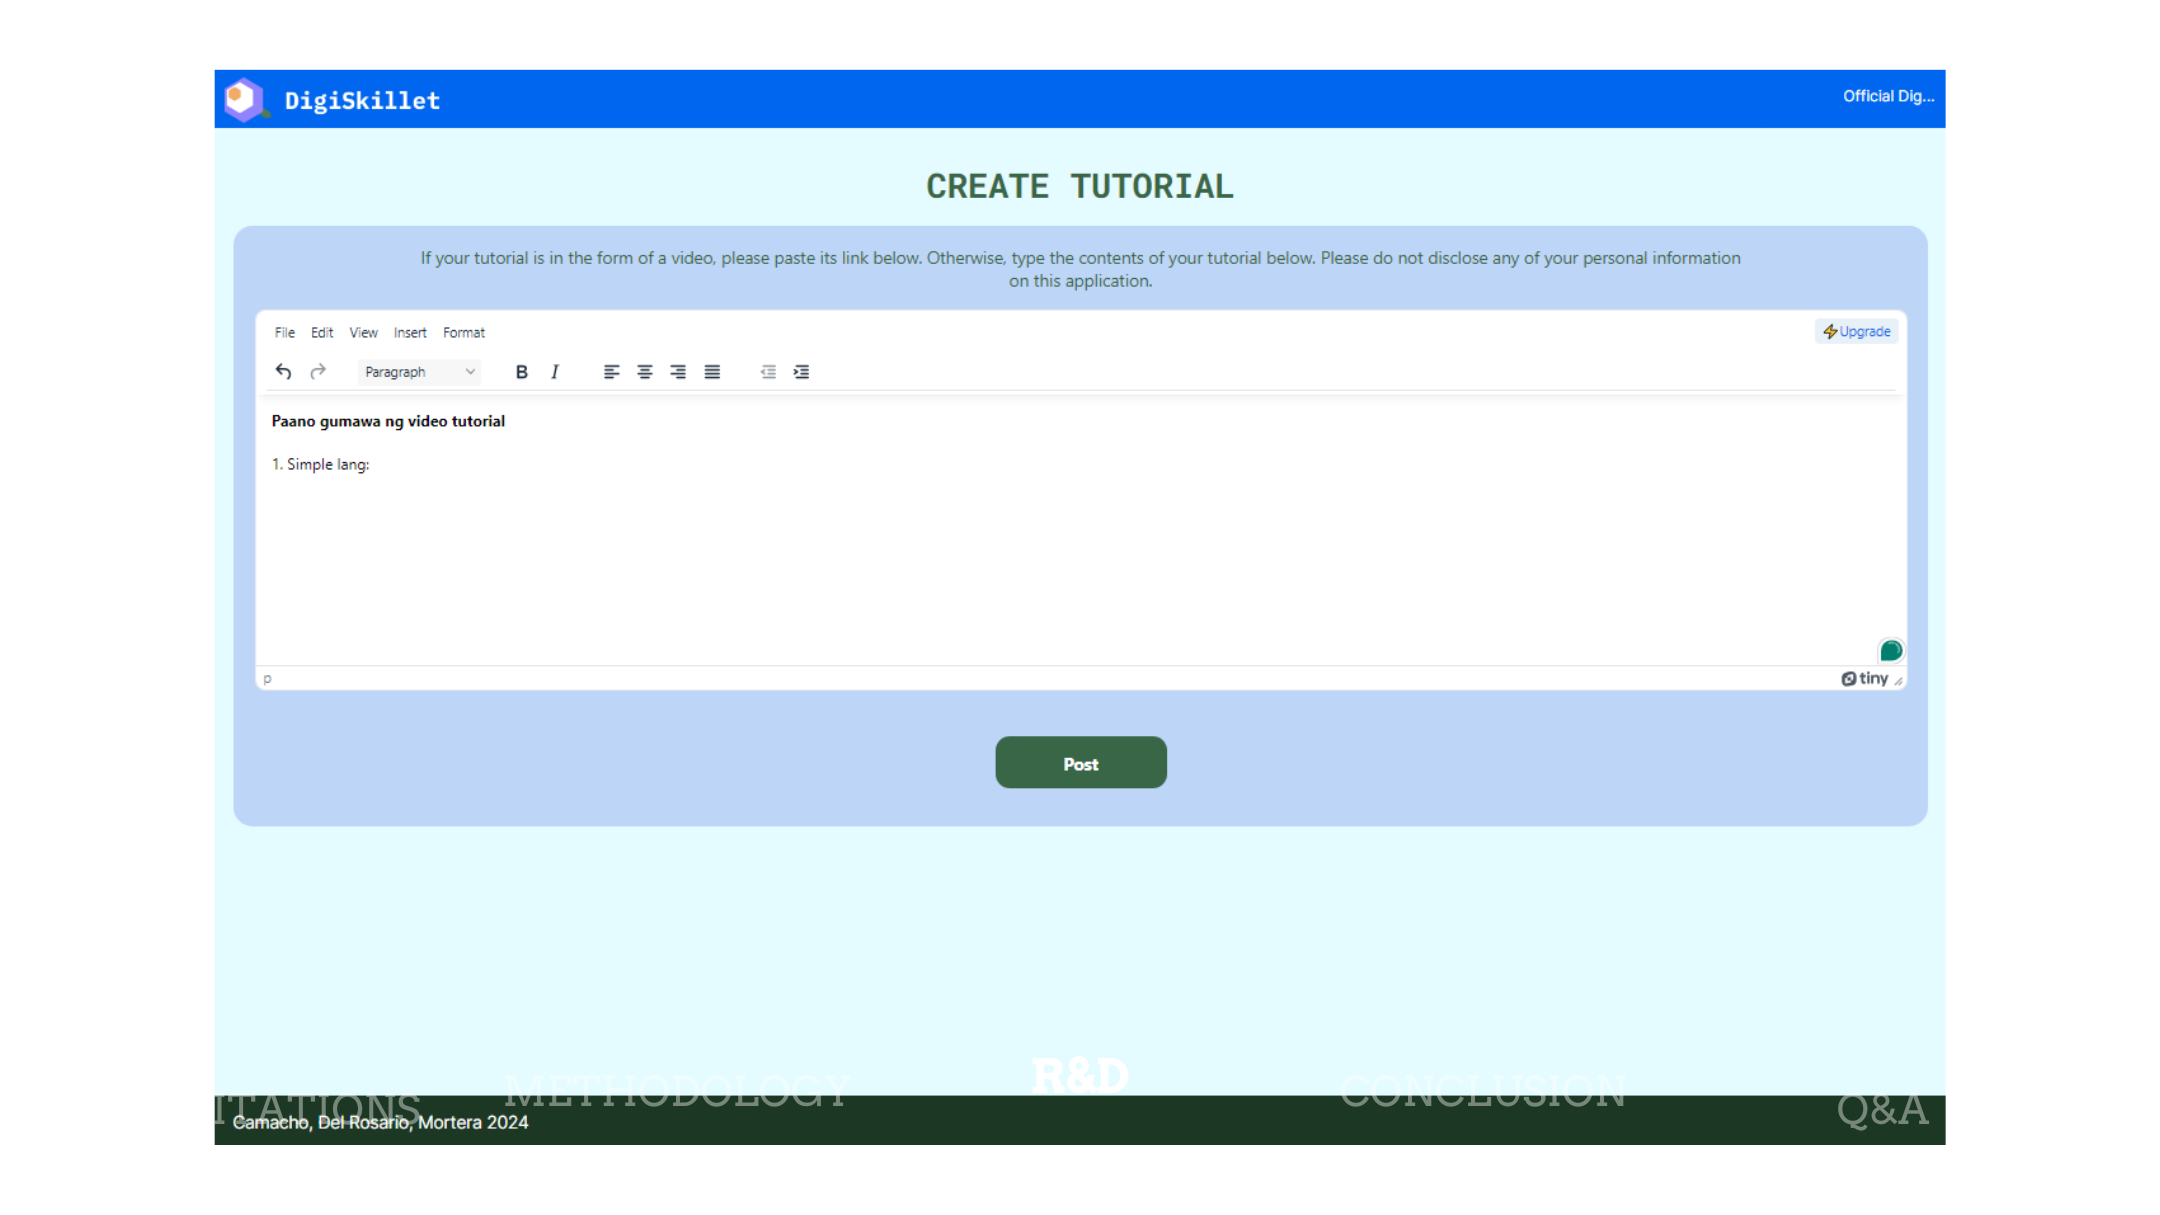 DigiSkillet
Official Dig...
CREATE TUTORIAL
If your tutorial is in the form of a video, please paste its link below. Otherwise, type the contents of your tutorial below. Please do not disclose any of your personal information
on this application.
File Edit View Insert Format
Upgrade
Paragraph
B I
Paano gumawa ng video tutorial
1. Simple lang:
p
tiny
Post
ITATIONS METHODOLOGY R&D CONCLUSION Q&A
Camacho, Del Rosario, Mortera 2024